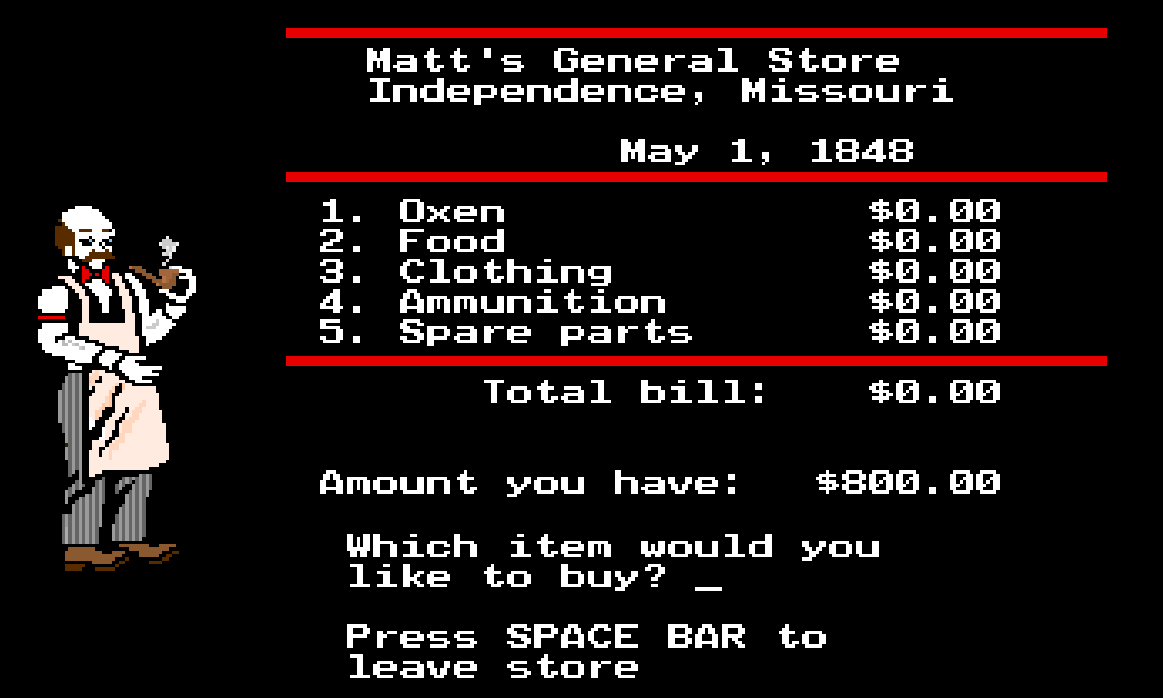 Matt's General Store
Independence, Missouri
May 1, 1848
1. Oxen $0.00
2. Food $0.00
3. Clothing $0.00
4. Ammunition $0.00
5. Spare parts $0.00
Total bill: $0.00
Amount you have: $800.00
Which item would you
like to buy? _
Press SPACE BAR to
leave store